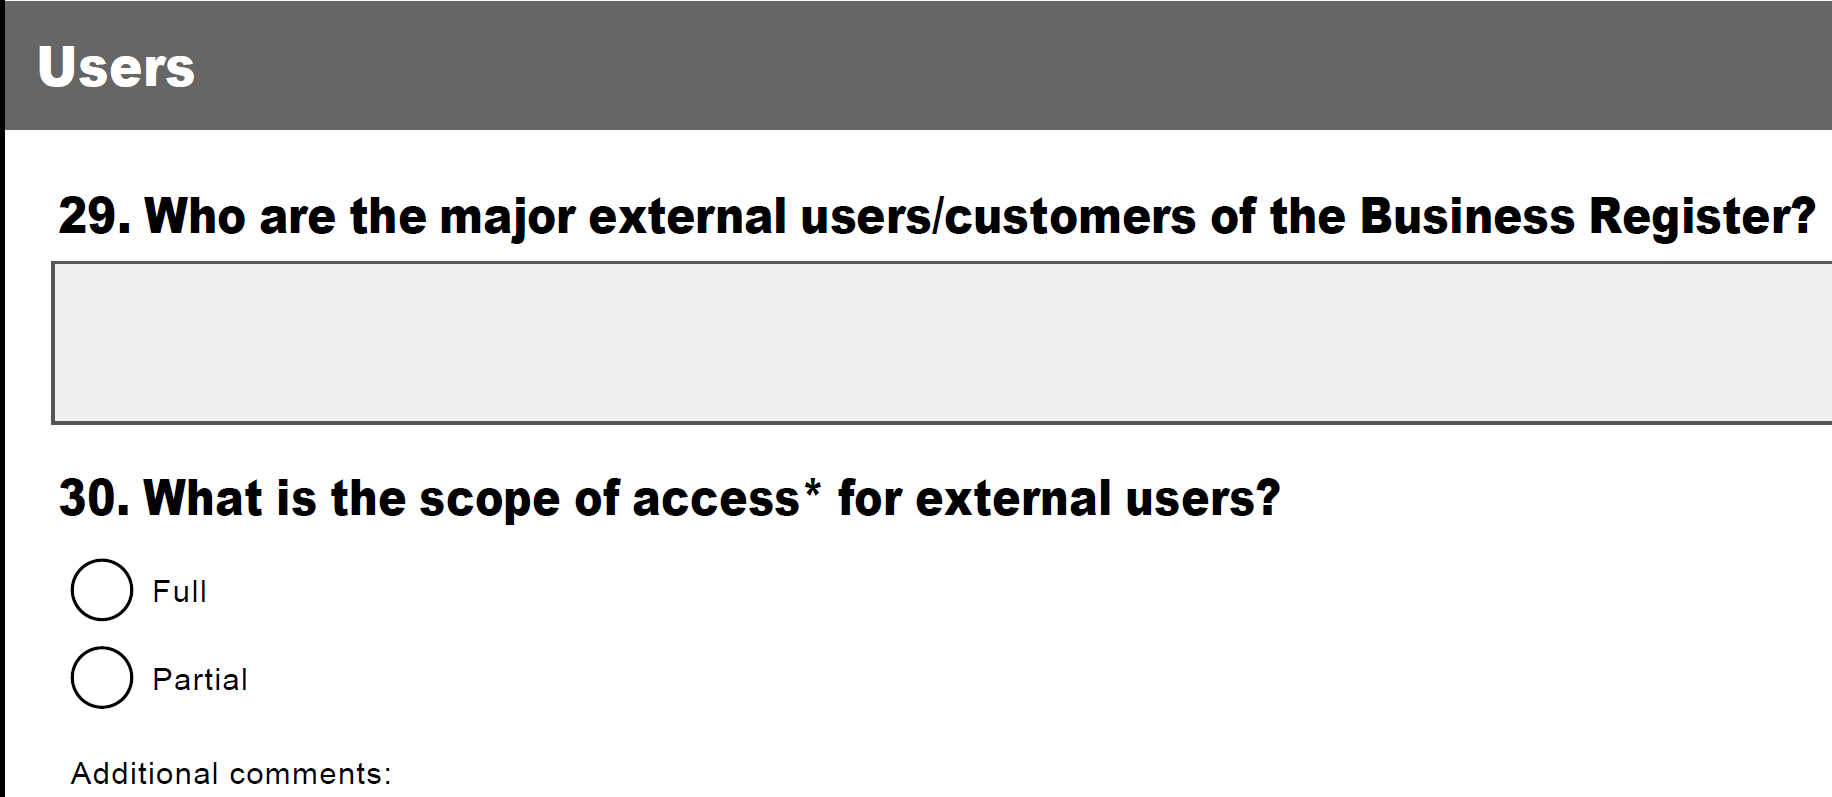 Users
29. Who are the major external users/customers of the Business Register?
30. What is the scope of access* for external users?
Full
Partial
Additional comments: